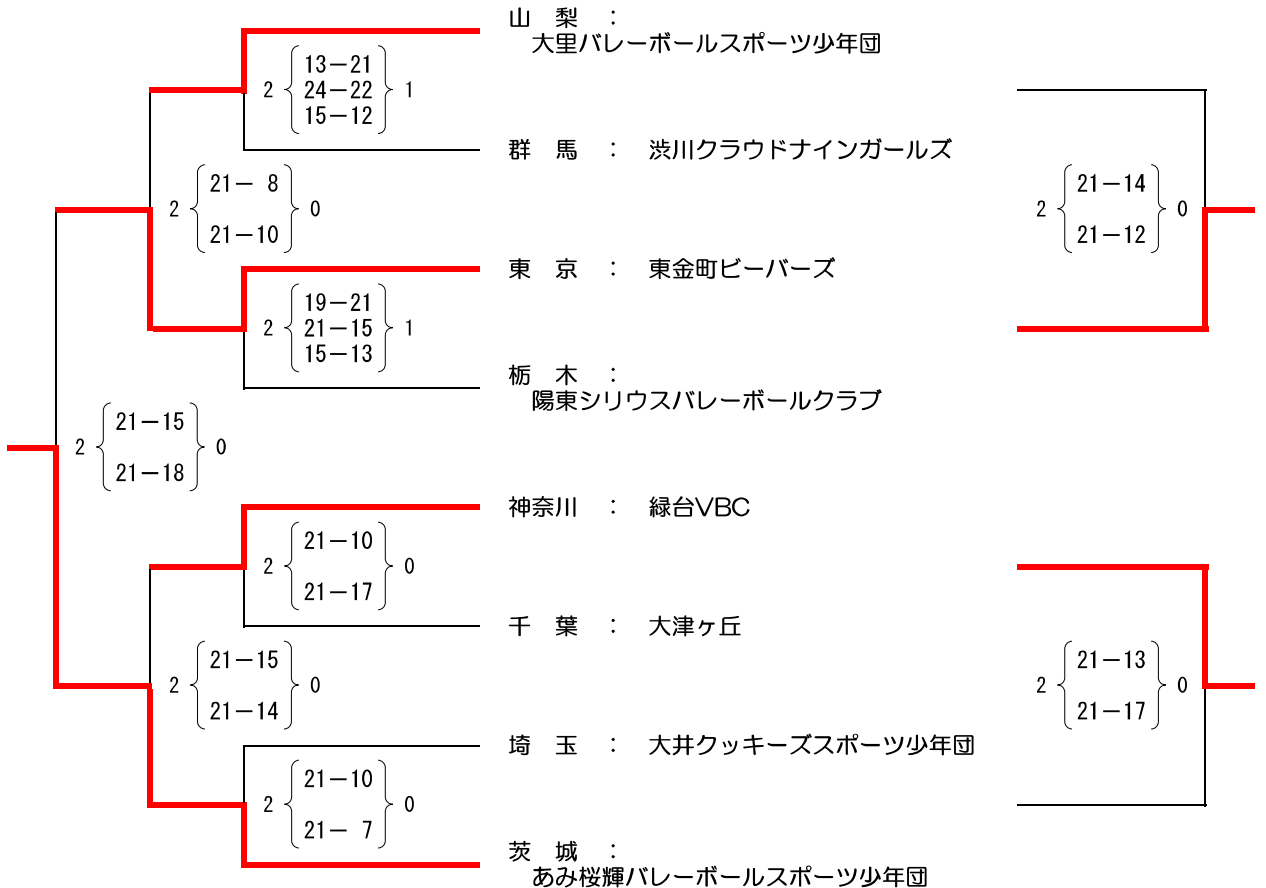 山　梨　：
大里バレーボールスポーツ少年団
2 13－21 1
24－22
15－12
群　馬　：　渋川クラウドナインガールズ
2 21－ 8 0
21－10
2 21－14 0
21－12
東　京　：　東金町ビーバーズ
2 19－21 1
21－15
15－13
栃　木　：
陽東シリウスバレーボールクラブ
2 21－15 0
21－18
神奈川　：　緑台VBC
2 21－10 0
21－17
千　葉　：　大津ヶ丘
2 21－15 0
21－14
2 21－13 0
21－17
埼　玉　：　大井クッキーズスポーツ少年団
2 21－10 0
21－ 7
茨　城　：
あみ桜輝バレーボールスポーツ少年団